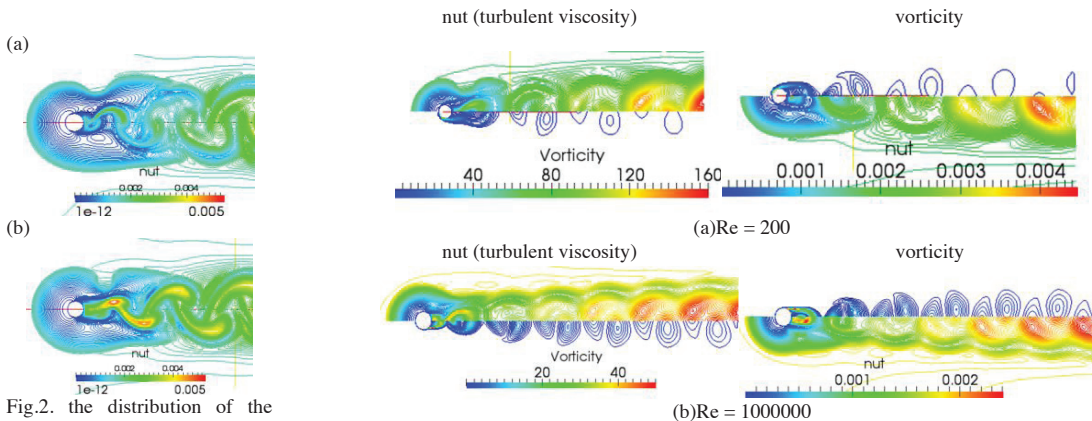 (a)
nut
0.002 0.004
1e-12 0.005
(b)
nut
0.002 0.004
1e-12 0.005
Fig.2. the distribution of the
nut (turbulent viscosity) vorticity
Vorticity
40 80 120 160
nut
0.001 0.002 0.003 0.004
(a)Re = 200
nut (turbulent viscosity) vorticity
Vorticity
20 40
nut
0.001 0.002
(b)Re = 1000000